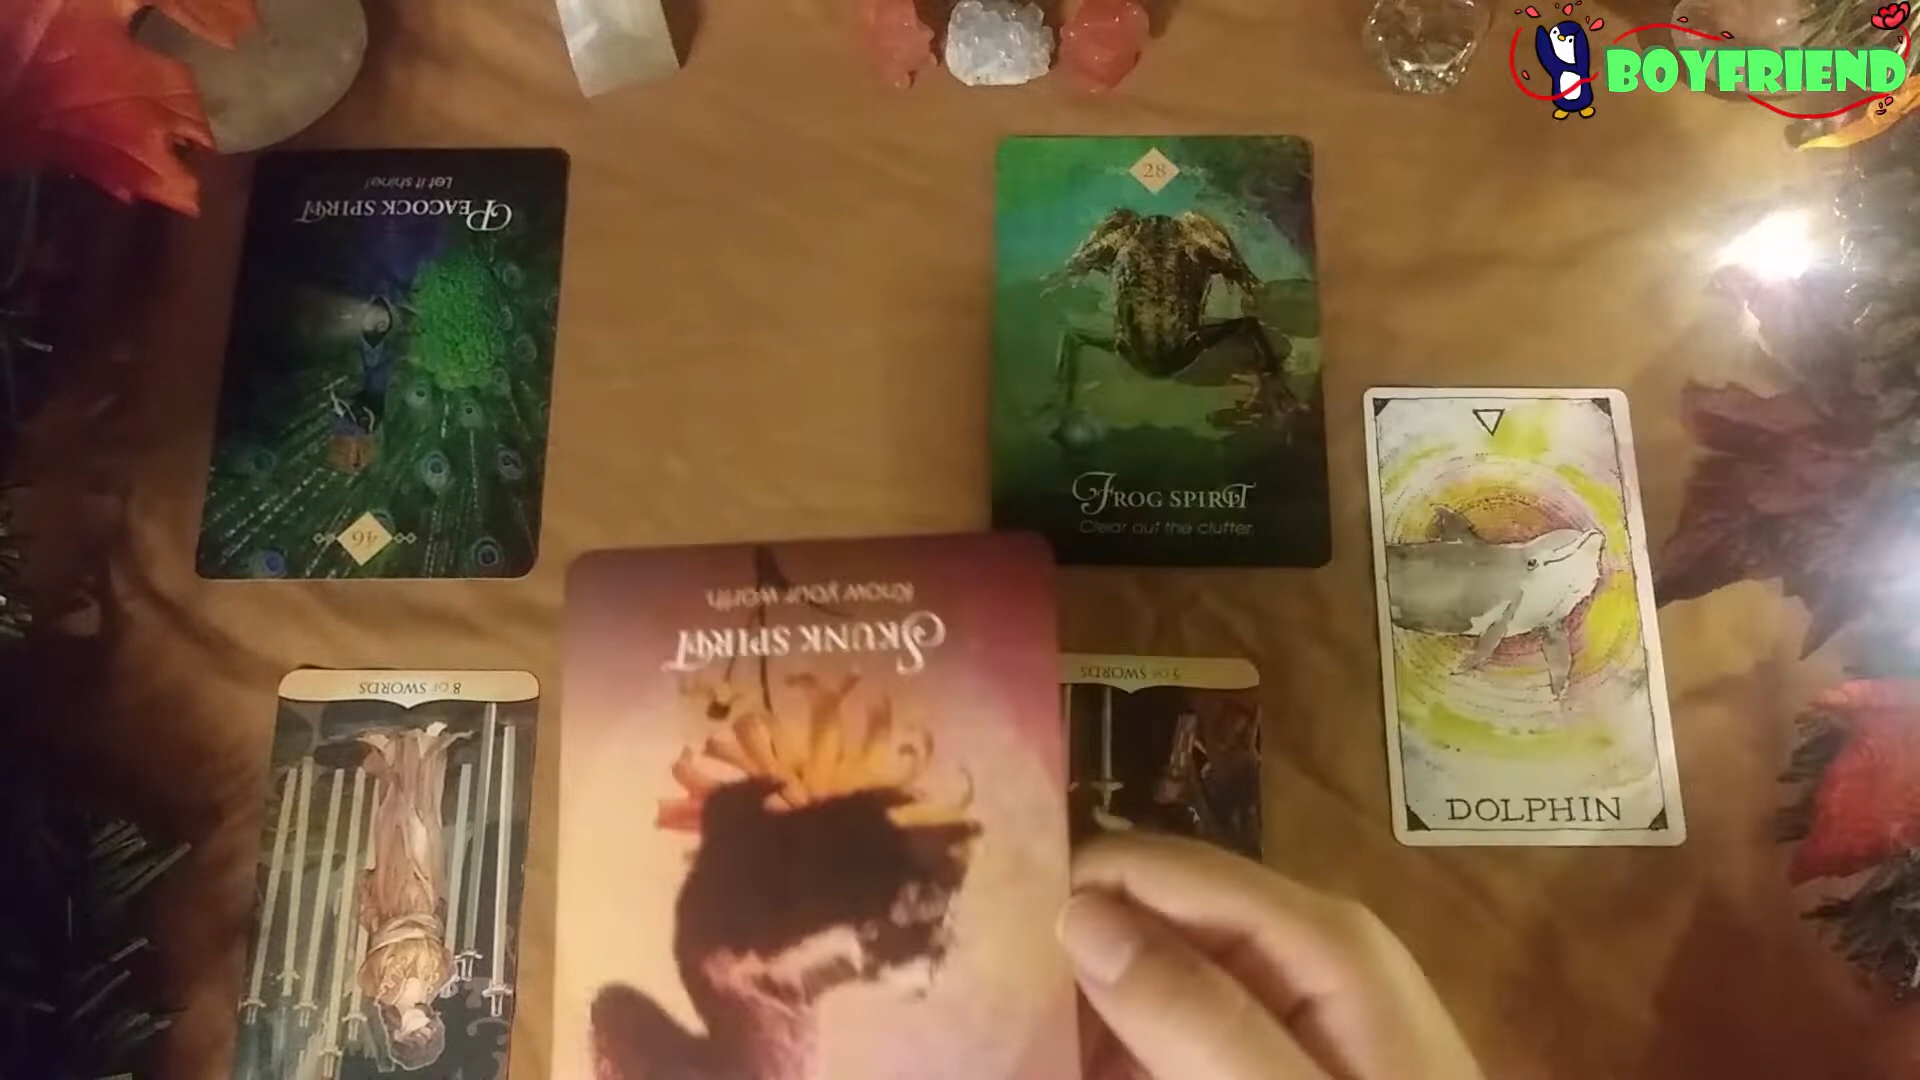 BOYFRIEND
PEACOCK SPIRIT
Let it shine!
46
28
FROG SPIRIT
Clear out the clutter.
DOLPHIN
SKUNK SPIRIT
Know your worth.
8 OF SWORDS
5 OF SWORDS